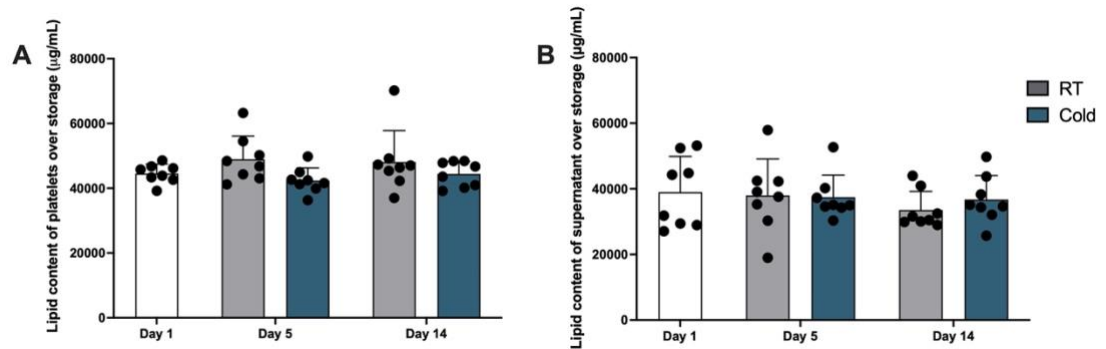 A
Lipid content of platelets over storage (µg/mL)
80000
60000
40000
20000
0
Day 1
Day 5
Day 14
B
Lipid content of supernatant over storage (µg/mL)
80000
60000
40000
20000
0
Day 1
Day 5
Day 14
RT
Cold